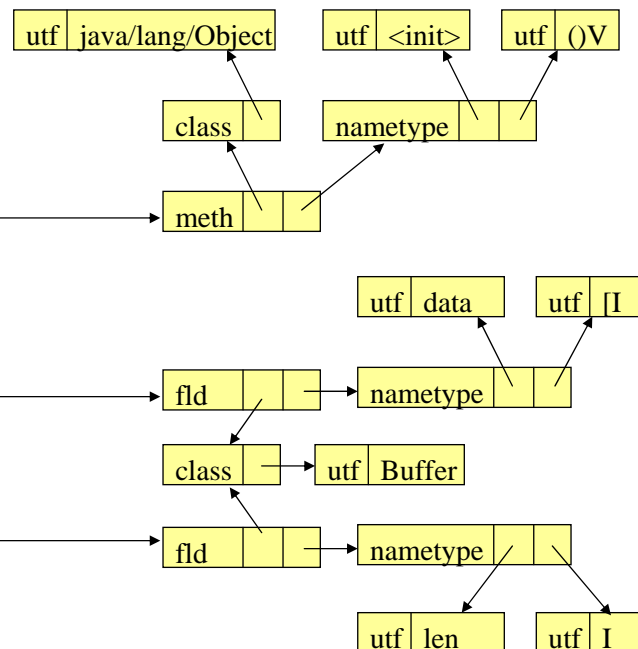 utf java/lang/Object utf <init> utf ()V
class nametype
meth
utf data utf [I
fld nametype
class utf Buffer
fld nametype
utf len utf I